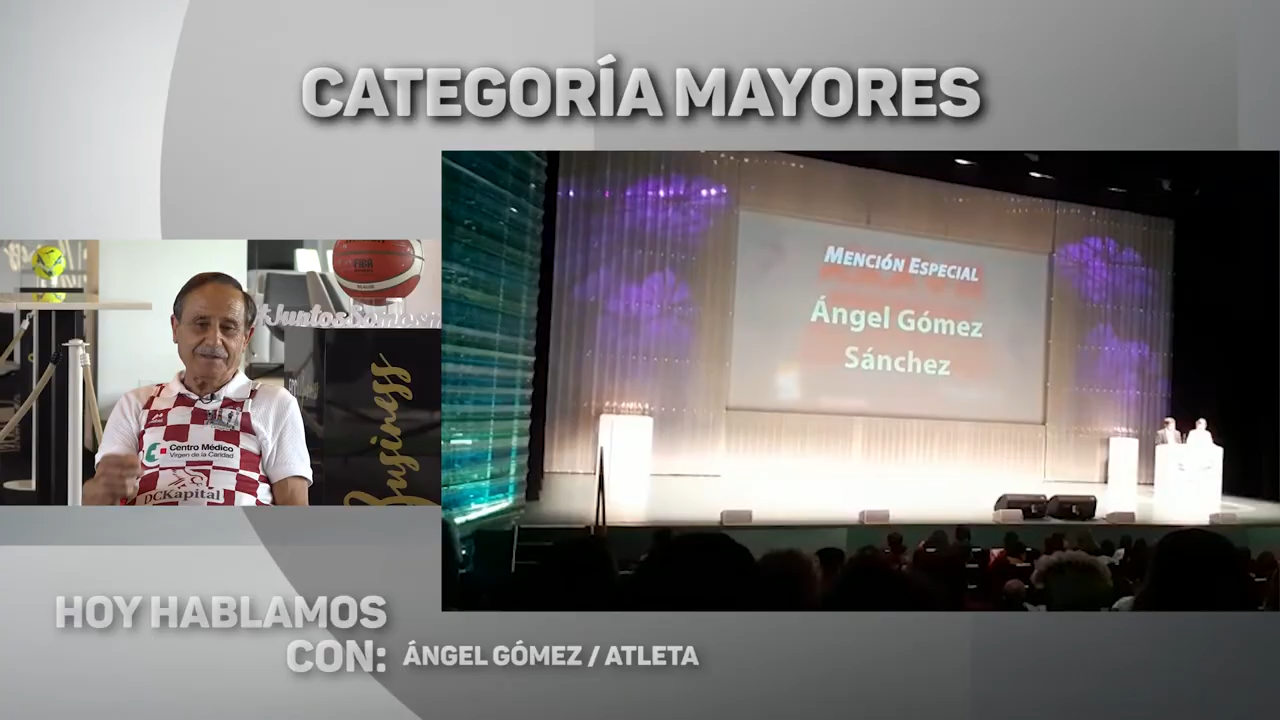 CATEGORÍA MAYORES
MENCIÓN ESPECIAL
Ángel Gómez
Sánchez
#JuntosSomos
Business
Centro Médico
Virgen de la Caridad
DCKapital
HOY HABLAMOS
CON: ÁNGEL GÓMEZ / ATLETA